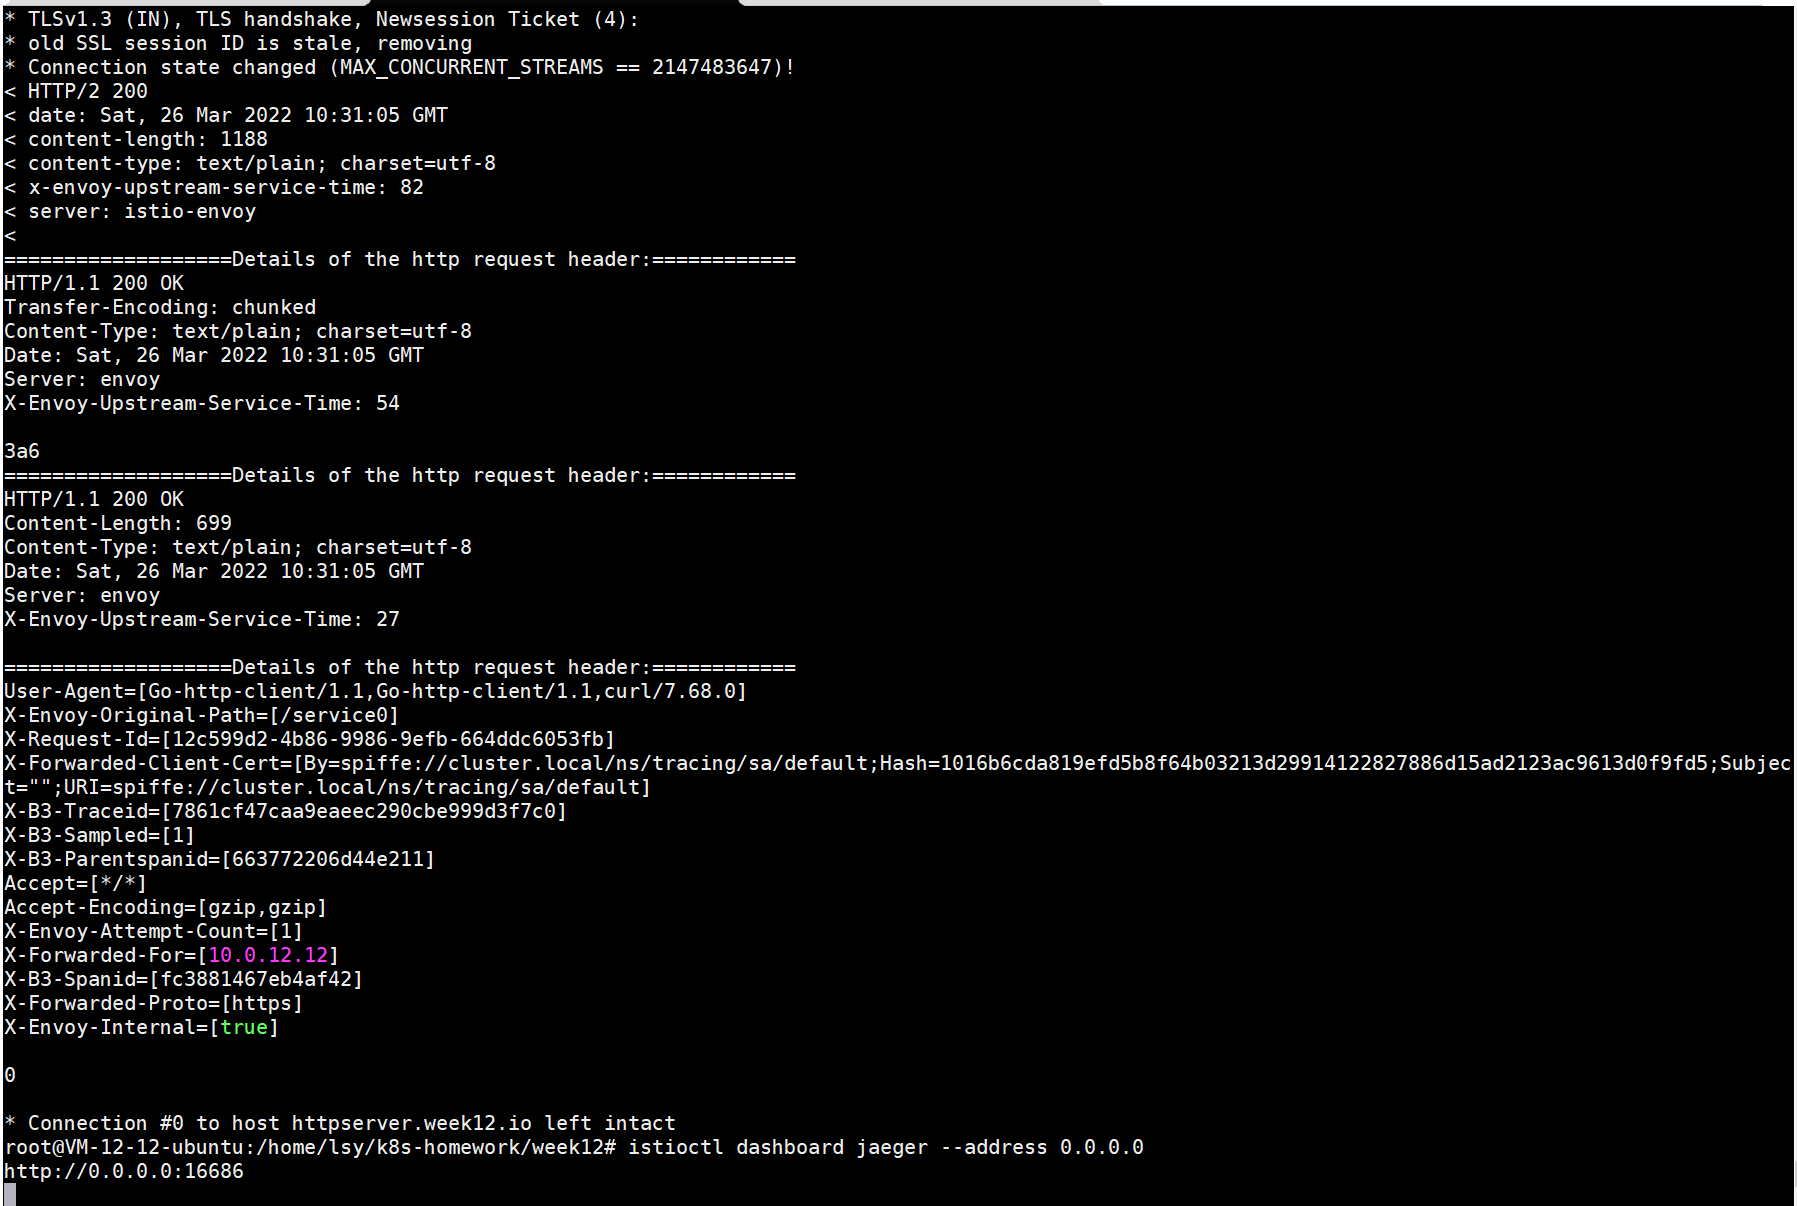 * TLSv1.3 (IN), TLS handshake, Newsession Ticket (4):
* old SSL session ID is stale, removing
* Connection state changed (MAX_CONCURRENT_STREAMS == 2147483647)!
< HTTP/2 200
< date: Sat, 26 Mar 2022 10:31:05 GMT
< content-length: 1188
< content-type: text/plain; charset=utf-8
< x-envoy-upstream-service-time: 82
< server: istio-envoy
<
===================Details of the http request header:============
HTTP/1.1 200 OK
Transfer-Encoding: chunked
Content-Type: text/plain; charset=utf-8
Date: Sat, 26 Mar 2022 10:31:05 GMT
Server: envoy
X-Envoy-Upstream-Service-Time: 54

3a6
===================Details of the http request header:============
HTTP/1.1 200 OK
Content-Length: 699
Content-Type: text/plain; charset=utf-8
Date: Sat, 26 Mar 2022 10:31:05 GMT
Server: envoy
X-Envoy-Upstream-Service-Time: 27

===================Details of the http request header:============
User-Agent=[Go-http-client/1.1,Go-http-client/1.1,curl/7.68.0]
X-Envoy-Original-Path=[/service0]
X-Request-Id=[12c599d2-4b86-9986-9efb-664ddc6053fb]
X-Forwarded-Client-Cert=[By=spiffe://cluster.local/ns/tracing/sa/default;Hash=1016b6cda819efd5b8f64b03213d29914122827886d15ad2123ac9613d0f9fd5;Subjec
t="";URI=spiffe://cluster.local/ns/tracing/sa/default]
X-B3-Traceid=[7861cf47caa9eaeec290cbe999d3f7c0]
X-B3-Sampled=[1]
X-B3-Parentspanid=[663772206d44e211]
Accept=[*/*]
Accept-Encoding=[gzip,gzip]
X-Envoy-Attempt-Count=[1]
X-Forwarded-For=[10.0.12.12]
X-B3-Spanid=[fc3881467eb4af42]
X-Forwarded-Proto=[https]
X-Envoy-Internal=[true]

0

* Connection #0 to host httpserver.week12.io left intact
root@VM-12-12-ubuntu:/home/lsy/k8s-homework/week12# istioctl dashboard jaeger --address 0.0.0.0
http://0.0.0.0:16686